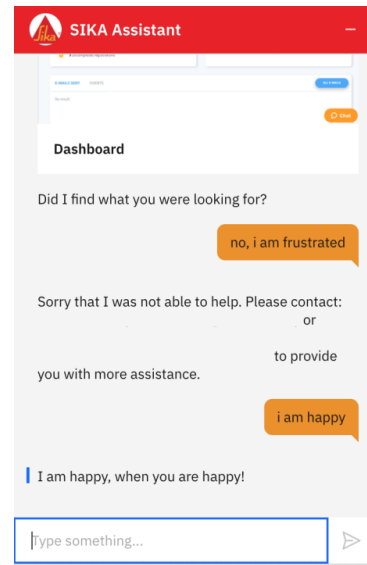 Sika
SIKA Assistant
Chat
Dashboard
Did I find what you were looking for?
no, i am frustrated
Sorry that I was not able to help. Please contact:
or
to provide
you with more assistance.
i am happy
I am happy, when you are happy!
Type something...